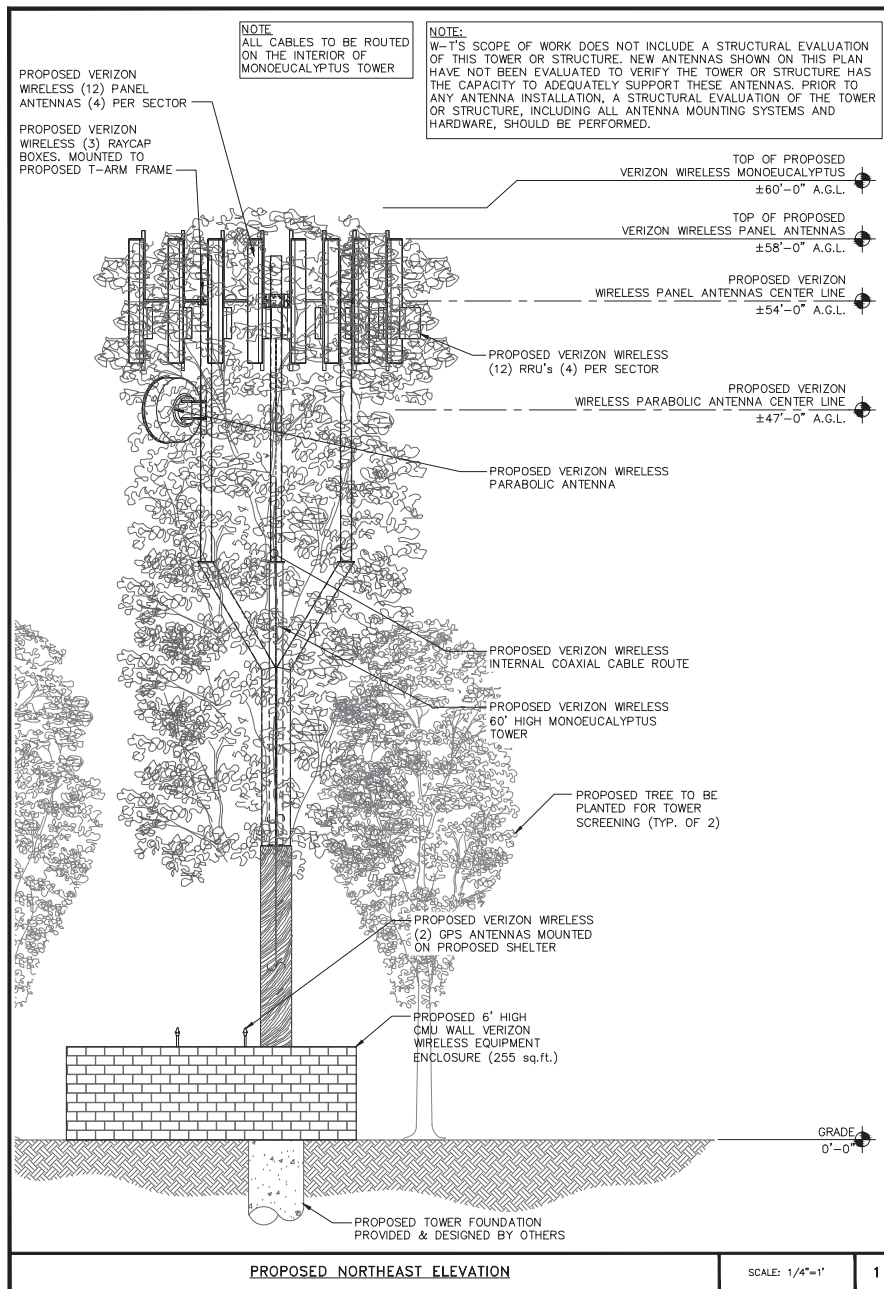 NOTE
ALL CABLES TO BE ROUTED
ON THE INTERIOR OF
MONOEUCALYPTUS TOWER
NOTE:
W-T'S SCOPE OF WORK DOES NOT INCLUDE A STRUCTURAL EVALUATION
OF THIS TOWER OR STRUCTURE. NEW ANTENNAS SHOWN ON THIS PLAN
HAVE NOT BEEN EVALUATED TO VERIFY THE TOWER OR STRUCTURE HAS
THE CAPACITY TO ADEQUATELY SUPPORT THESE ANTENNAS. PRIOR TO
ANY ANTENNA INSTALLATION, A STRUCTURAL EVALUATION OF THE TOWER
OR STRUCTURE, INCLUDING ALL ANTENNA MOUNTING SYSTEMS AND
HARDWARE, SHOULD BE PERFORMED.
PROPOSED VERIZON
WIRELESS (12) PANEL
ANTENNAS (4) PER SECTOR
PROPOSED VERIZON
WIRELESS (3) RAYCAP
BOXES. MOUNTED TO
PROPOSED T-ARM FRAME
TOP OF PROPOSED
VERIZON WIRELESS MONOEUCALYPTUS
±60'-0" A.G.L.
TOP OF PROPOSED
VERIZON WIRELESS PANEL ANTENNAS
±58'-0" A.G.L.
PROPOSED VERIZON
WIRELESS PANEL ANTENNAS CENTER LINE
±54'-0" A.G.L.
PROPOSED VERIZON WIRELESS
(12) RRU's (4) PER SECTOR
PROPOSED VERIZON
WIRELESS PARABOLIC ANTENNA CENTER LINE
±47'-0" A.G.L.
PROPOSED VERIZON WIRELESS
PARABOLIC ANTENNA
PROPOSED VERIZON WIRELESS
INTERNAL COAXIAL CABLE ROUTE
PROPOSED VERIZON WIRELESS
60' HIGH MONOEUCALYPTUS
TOWER
PROPOSED TREE TO BE
PLANTED FOR TOWER
SCREENING (TYP. OF 2)
PROPOSED VERIZON WIRELESS
(2) GPS ANTENNAS MOUNTED
ON PROPOSED SHELTER
PROPOSED 6' HIGH
CMU WALL VERIZON
WIRELESS EQUIPMENT
ENCLOSURE (255 sq.ft.)
GRADE
0'-0"
PROPOSED TOWER FOUNDATION
PROVIDED & DESIGNED BY OTHERS
PROPOSED NORTHEAST ELEVATION
SCALE: 1/4"=1'
1